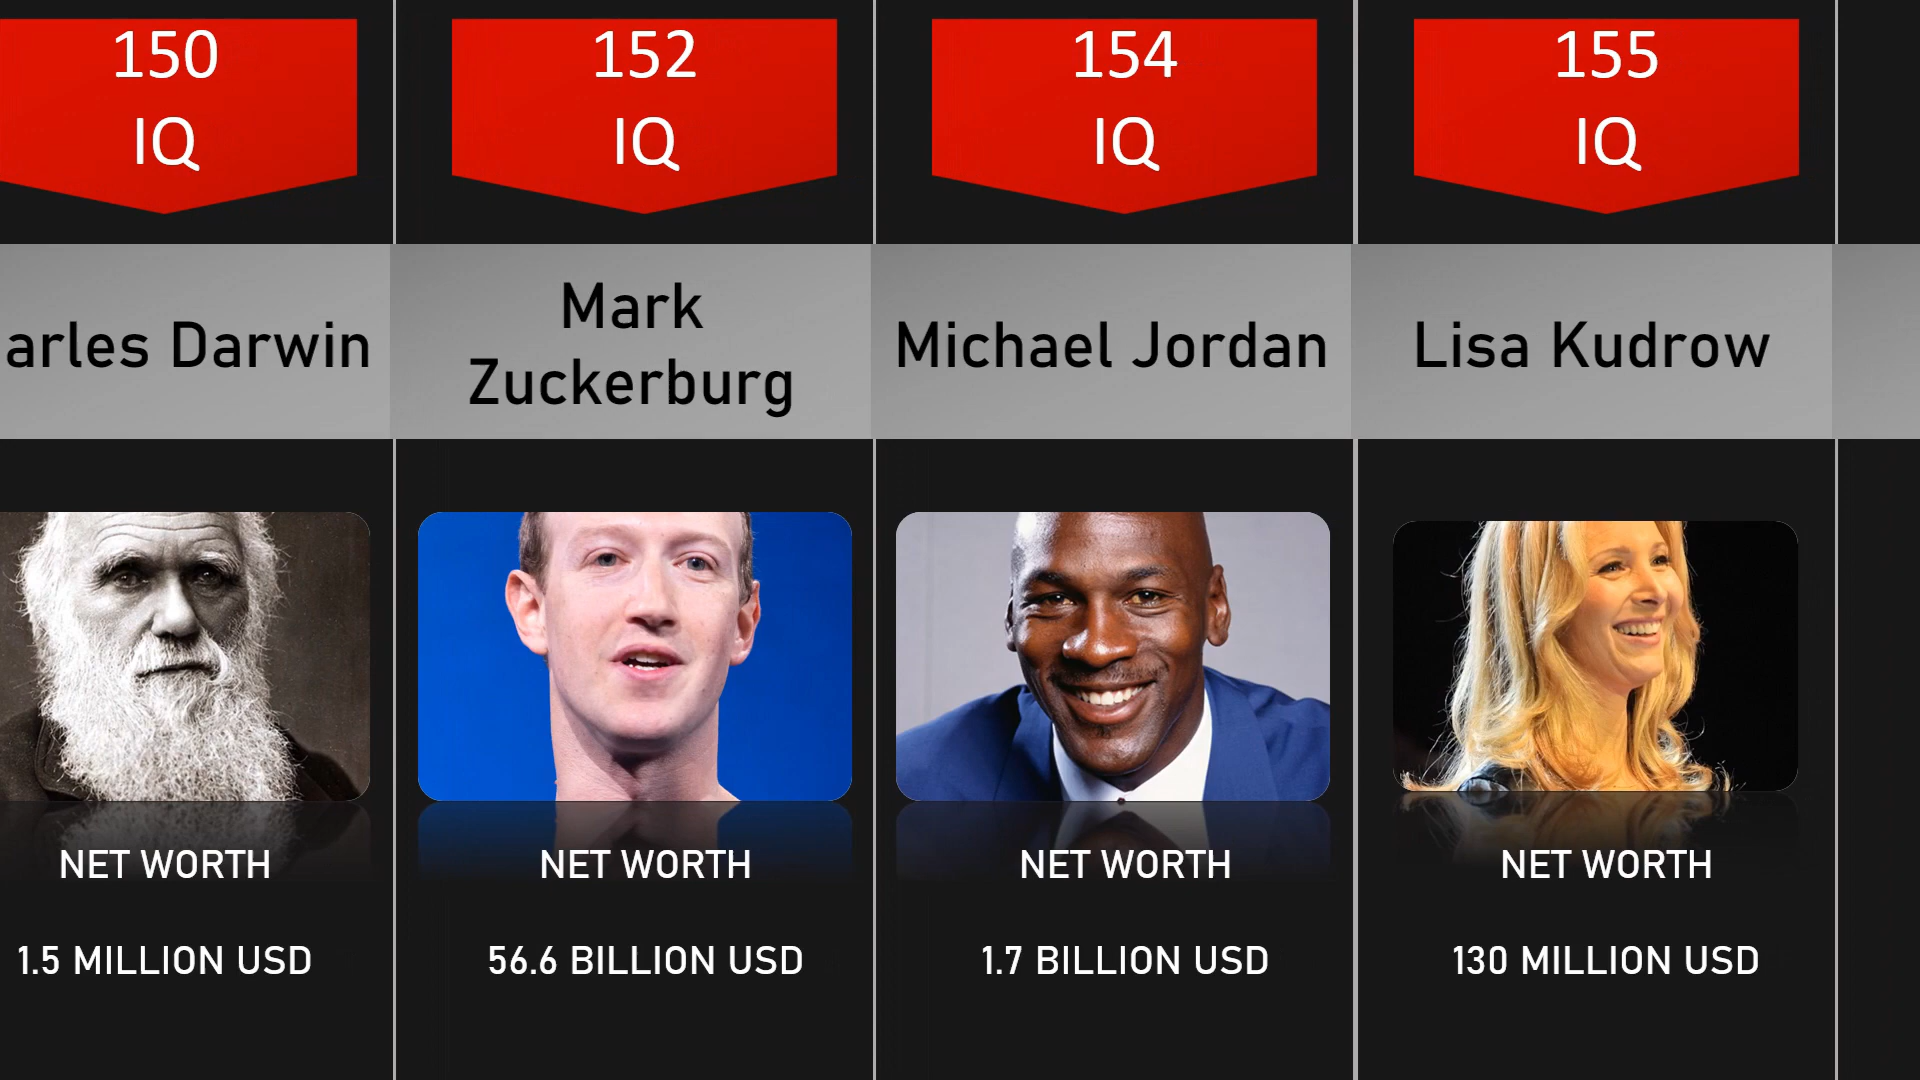 150
IQ
arles Darwin
NET WORTH
1.5 MILLION USD
152
IQ
Mark
Zuckerburg
NET WORTH
56.6 BILLION USD
154
IQ
Michael Jordan
NET WORTH
1.7 BILLION USD
155
IQ
Lisa Kudrow
NET WORTH
130 MILLION USD